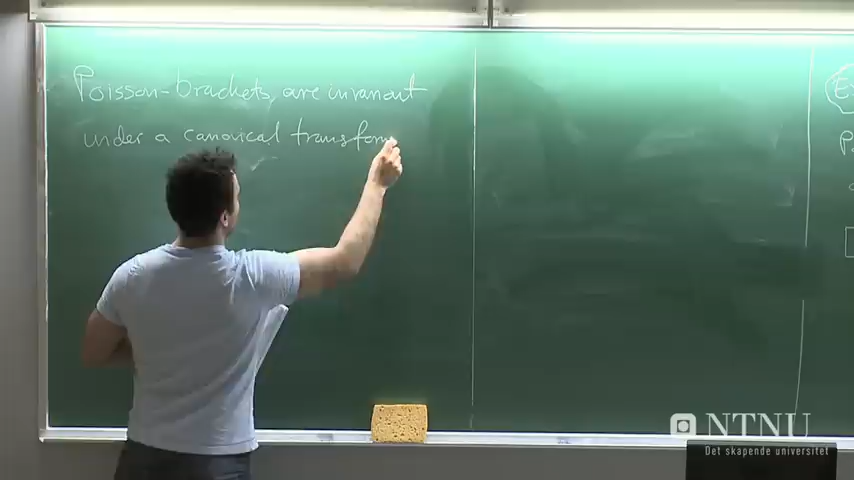 Poisson-brackets are invariant
under a canonical transform
NTNU
Det skapende universitet